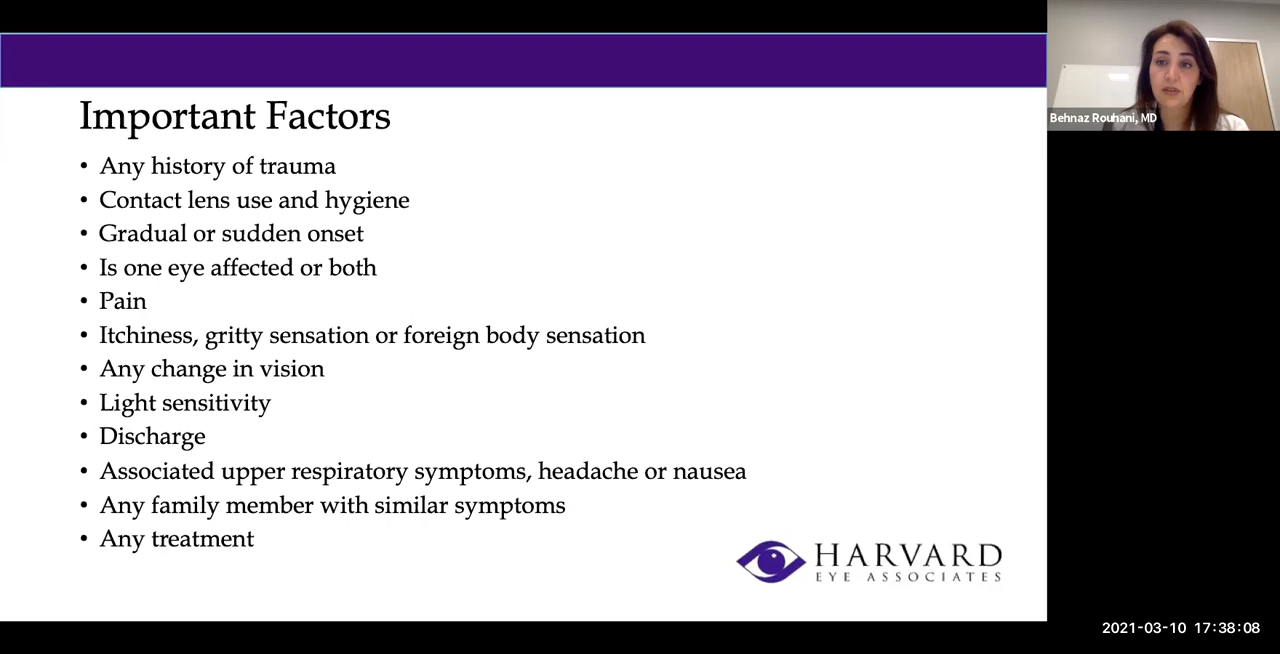 Important Factors
• Any history of trauma
• Contact lens use and hygiene
• Gradual or sudden onset
• Is one eye affected or both
• Pain
• Itchiness, gritty sensation or foreign body sensation
• Any change in vision
• Light sensitivity
• Discharge
• Associated upper respiratory symptoms, headache or nausea
• Any family member with similar symptoms
• Any treatment
HARVARD
EYE ASSOCIATES
Behnaz Rouhani, MD
2021-03-10 17:38:08